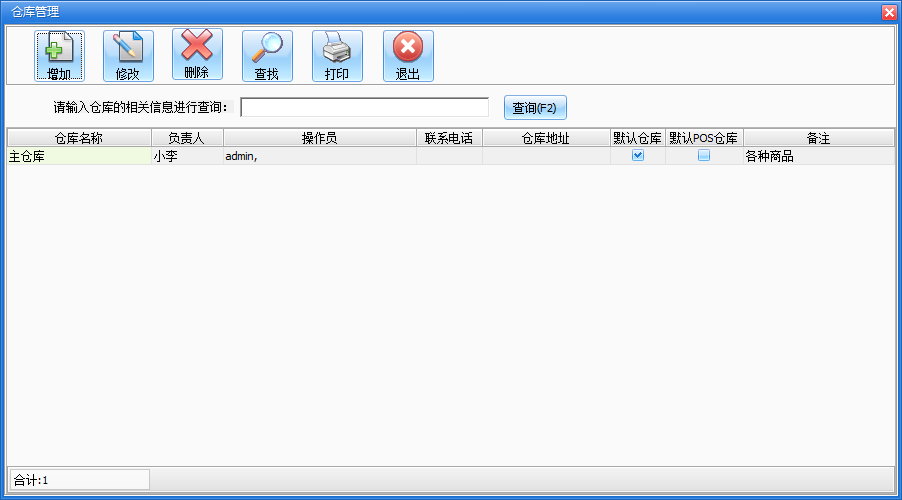 仓库管理
增加 修改 删除 查找 打印 退出
请输入仓库的相关信息进行查询: 查询(F2)
仓库名称 负责人 操作员 联系电话 仓库地址 默认仓库 默认POS仓库 备注
主仓库 小李 admin, 各种商品
合计:1